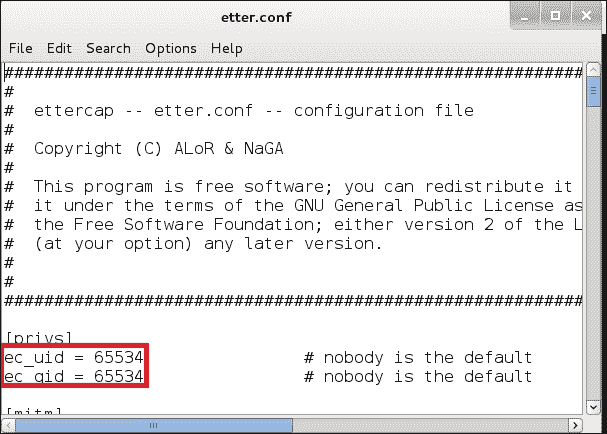 etter.conf
File Edit Search Options Help
##########################################################
#
# ettercap -- etter.conf -- configuration file
#
# Copyright (C) ALoR & NaGA
#
# This program is free software; you can redistribute it
# it under the terms of the GNU General Public License as
# the Free Software Foundation; either version 2 of the L
# (at your option) any later version.
#
#
##########################################################
[privs]
ec_uid = 65534 # nobody is the default
ec_gid = 65534 # nobody is the default
[mitm]